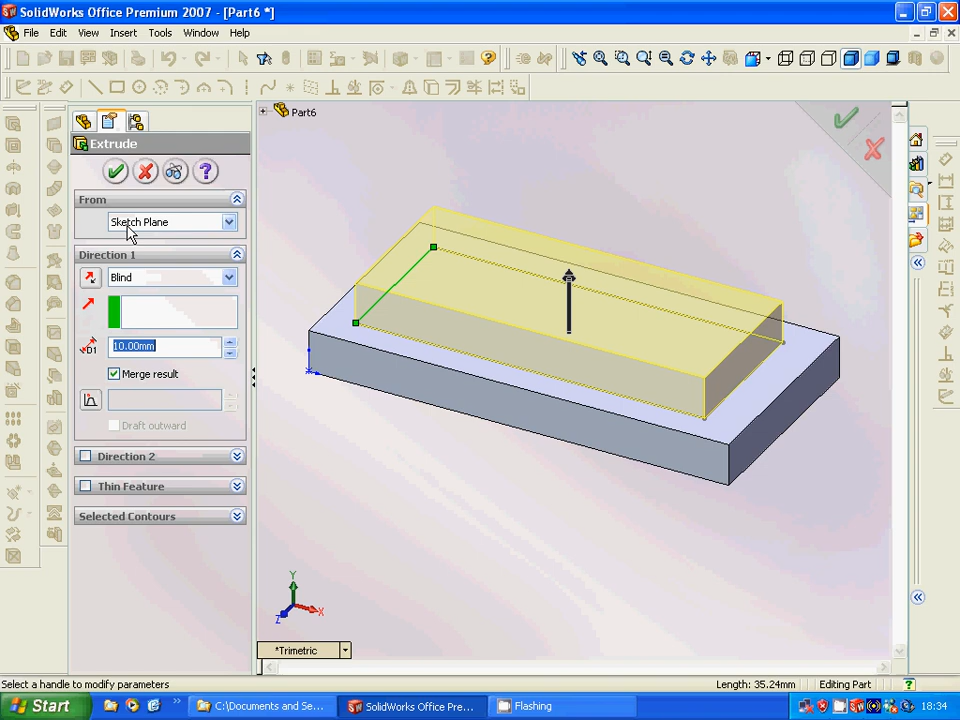 SolidWorks Office Premium 2007 - [Part6 *]
File Edit View Insert Tools Window Help
Part6
Extrude
From
Sketch Plane
Direction 1
Blind
D1
10.00mm
Merge result
Draft outward
Direction 2
Thin Feature
Selected Contours
Y
X
Z
*Trimetric
Select a handle to modify parameters
Length: 35.24mm
Editing Part
Start
C:\Documents and Se...
SolidWorks Office Pre...
Flashing
18:34